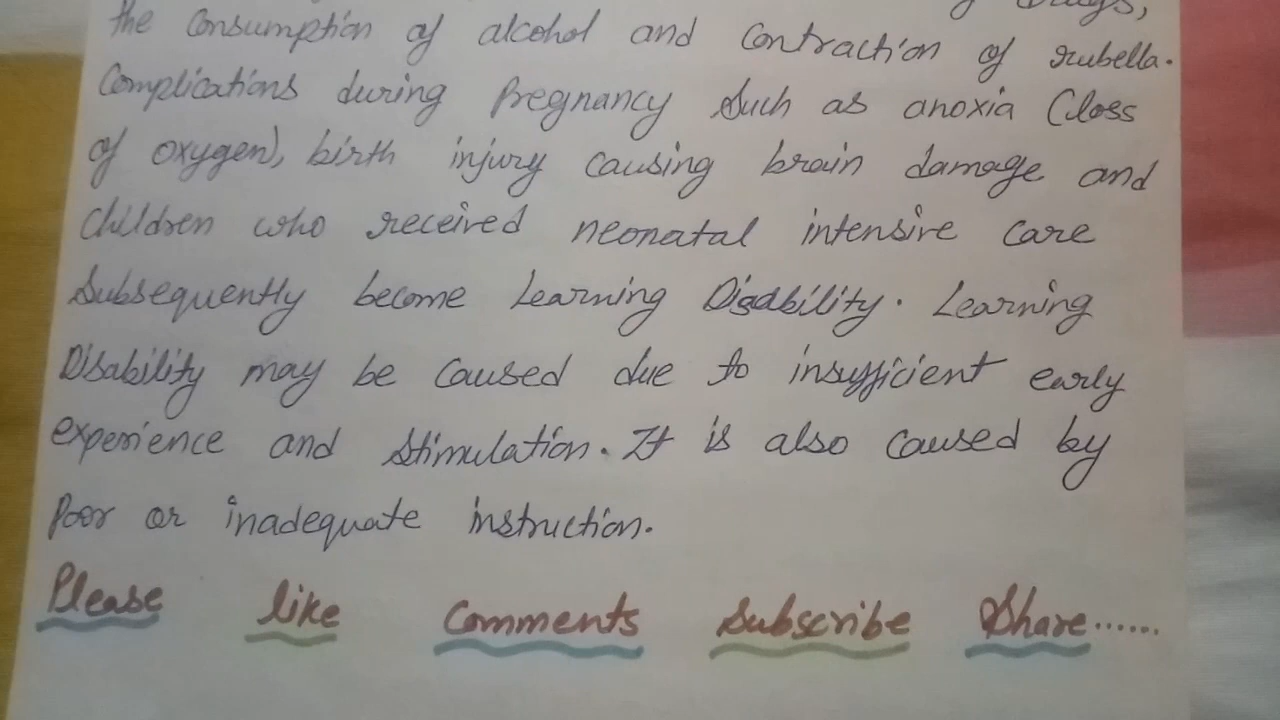 the Consumption of alcohol and contraction of rubella.
Complications during Pregnancy Such as anoxia (loss
of oxygen), birth injury causing brain damage and
children who received neonatal intensive care
Subsequently become Learning Disability. Learning
Disability may be caused due to insufficient early
experience and stimulation. It is also caused by
Poor or inadequate instruction.
Please like Comments Subscribe Share......